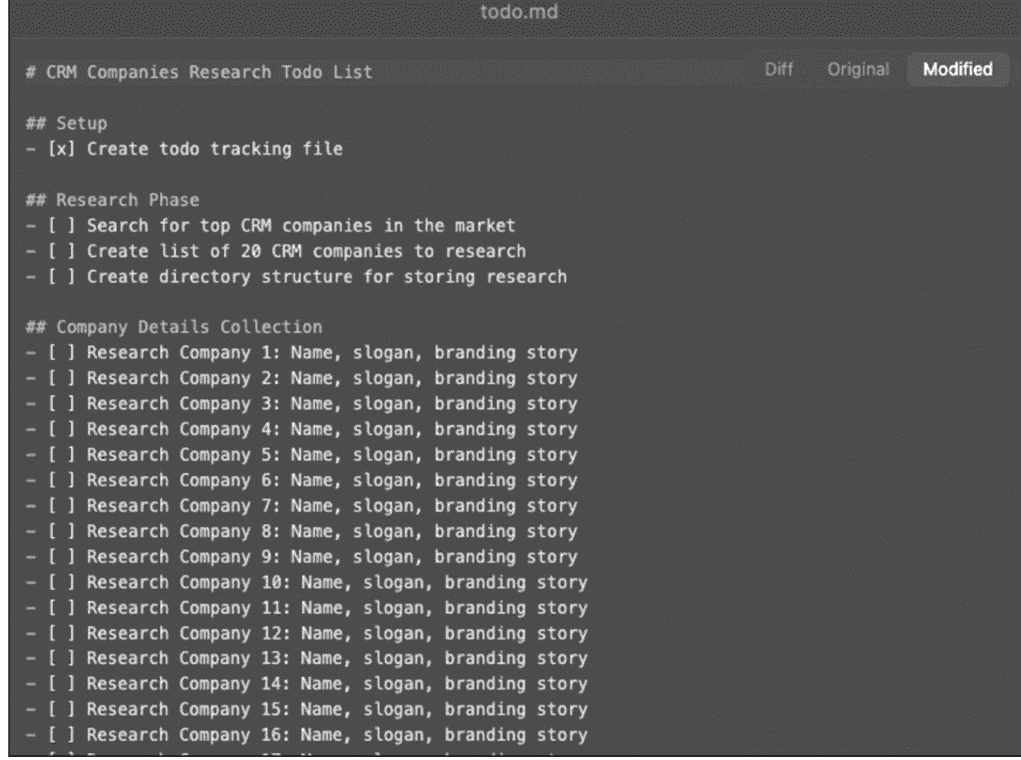 todo.md
# CRM Companies Research Todo List
Diff Original Modified
## Setup
- [x] Create todo tracking file
## Research Phase
- [ ] Search for top CRM companies in the market
- [ ] Create list of 20 CRM companies to research
- [ ] Create directory structure for storing research
## Company Details Collection
- [ ] Research Company 1: Name, slogan, branding story
- [ ] Research Company 2: Name, slogan, branding story
- [ ] Research Company 3: Name, slogan, branding story
- [ ] Research Company 4: Name, slogan, branding story
- [ ] Research Company 5: Name, slogan, branding story
- [ ] Research Company 6: Name, slogan, branding story
- [ ] Research Company 7: Name, slogan, branding story
- [ ] Research Company 8: Name, slogan, branding story
- [ ] Research Company 9: Name, slogan, branding story
- [ ] Research Company 10: Name, slogan, branding story
- [ ] Research Company 11: Name, slogan, branding story
- [ ] Research Company 12: Name, slogan, branding story
- [ ] Research Company 13: Name, slogan, branding story
- [ ] Research Company 14: Name, slogan, branding story
- [ ] Research Company 15: Name, slogan, branding story
- [ ] Research Company 16: Name, slogan, branding story